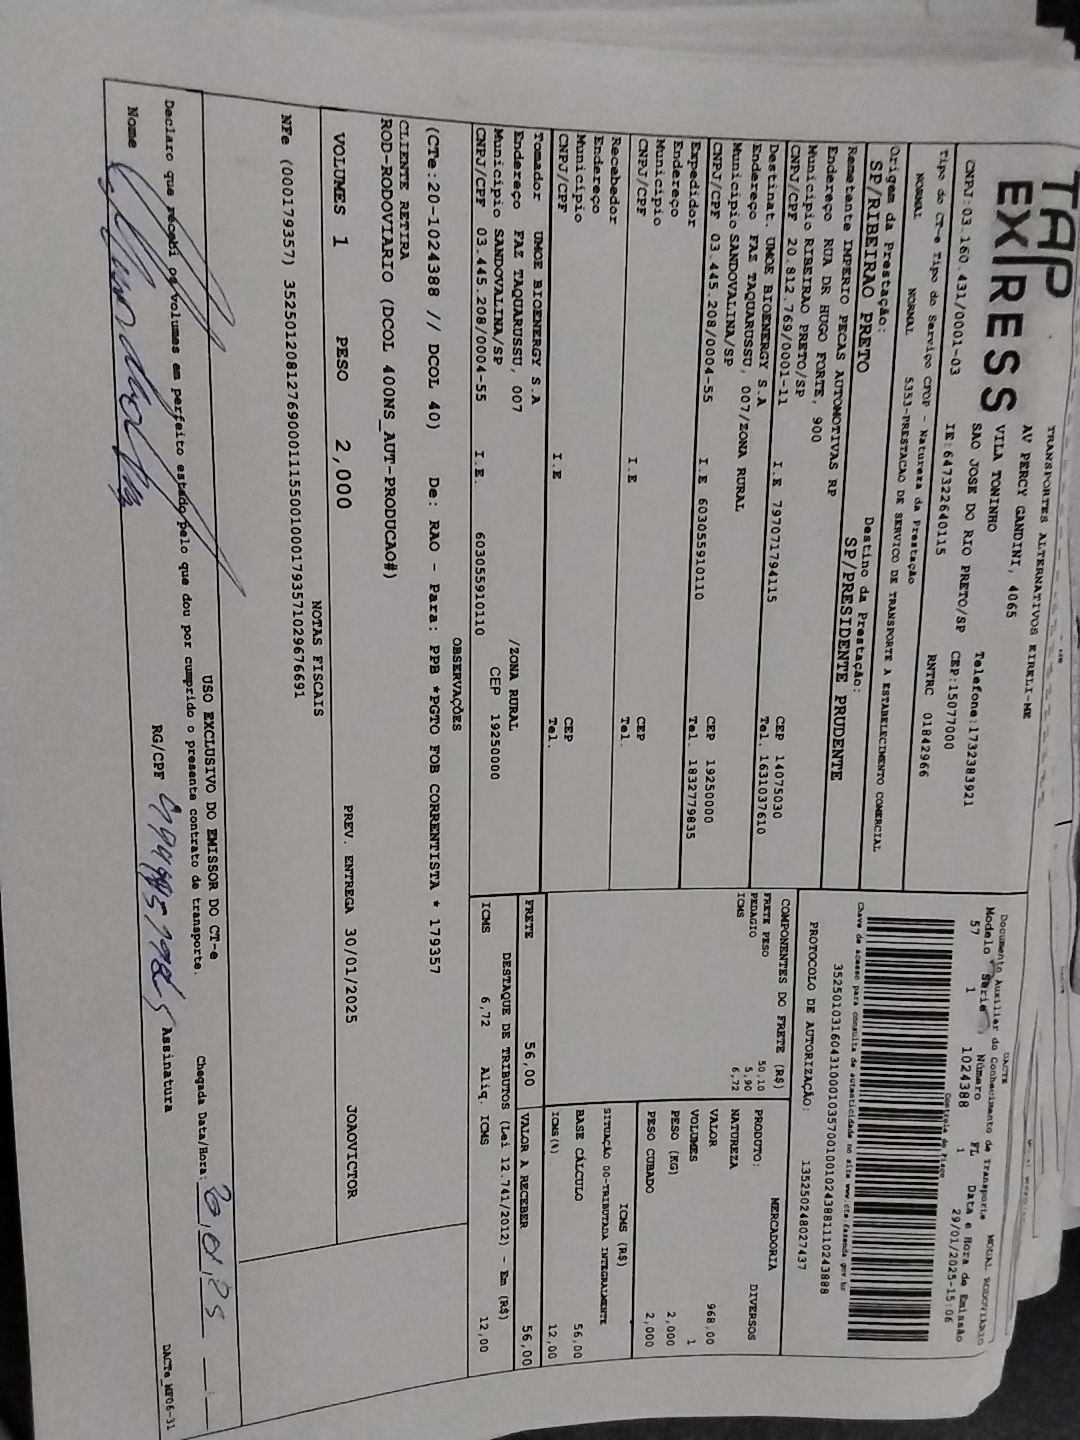 TAP EXPRESS
TRANSPORTES ALTERNATIVOS EIRELI-ME
AV PERCY GANDINI, 4065
VILA TONINHO
SAO JOSE DO RIO PRETO/SP CEP:15077000
Telefone:1732383921
CNPJ:03.160.431/0001-03 IE:647322640115 RNTRC 01842966
DACTE
Documento Auxiliar do Conhecimento de Transporte MODAL RODOVIÁRIO
Modelo Série Número FL Data e Hora de Emissão
57 1 1024388 1 29/01/2025-15:06
Controle do Fisco
Chave de acesso para consulta de autenticidade no site www.cte.fazenda.gov.br
35250103160431000103570010010243881110243888
PROTOCOLO DE AUTORIZAÇÃO: 135250248027437
Tipo do CT-e Tipo do Serviço CFOP - Natureza da Prestação
NORMAL NORMAL 5353-PRESTACAO DE SERVICO DE TRANSPORTE A ESTABELECIMENTO COMERCIAL
Origem da Prestação: Destino da Prestação:
SP/RIBEIRAO PRETO SP/PRESIDENTE PRUDENTE
Remetente IMPERIO PECAS AUTOMOTIVAS RP
Endereço RUA DR HUGO FORTE, 900
Município RIBEIRAO PRETO/SP CEP 14075030
CNPJ/CPF 20.812.769/0001-11 I.E 797071794115 Tel. 1631037610
Destinat. UMOE BIOENERGY S.A
Endereço FAZ TAQUARUSSU, 007/ZONA RURAL
Município SANDOVALINA/SP CEP 19250000
CNPJ/CPF 03.445.208/0004-55 I.E 603055910110 Tel. 1832779835
Expedidor
Endereço
Município CEP
CNPJ/CPF I.E Tel.
Recebedor
Endereço
Município CEP
CNPJ/CPF I.E Tel.
Tomador UMOE BIOENERGY S.A
Endereço FAZ TAQUARUSSU, 007 /ZONA RURAL
Município SANDOVALINA/SP CEP 19250000
CNPJ/CPF 03.445.208/0004-55 I.E. 603055910110
COMPONENTES DO FRETE (R$)
FRETE PESO 50,10
PEDAGIO 5,90
ICMS 6,72
MERCADORIA
PRODUTO: DIVERSOS
NATUREZA
VALOR 968,00
VOLUMES 1
PESO (KG) 2,000
PESO CUBADO 2,000
ICMS (R$)
SITUAÇÃO 00-TRIBUTADA INTEGRALMENTE
BASE CÁLCULO 56,00
ICMS (%) 12,00
FRETE 56,00 VALOR A RECEBER 56,00
DESTAQUE DE TRIBUTOS (Lei 12.741/2012) - Em (R$)
ICMS 6,72 Aliq. ICMS 12,00
OBSERVAÇÕES
(CTe:20-1024388 // DCOL 40) De: RAO - Para: PPB *PGTO FOB CORRENTISTA * 179357
CLIENTE RETIRA
ROD-RODOVIARIO (DCOL 400NS_AUT-PRODUCAO#)
VOLUMES 1 PESO 2,000 PREV. ENTREGA 30/01/2025 JOAOVICTOR
NOTAS FISCAIS
NFe (000179357) 35250120812769000111550010001793571029676691
USO EXCLUSIVO DO EMISSOR DO CT-e
Declaro que recebi os volumes em perfeito estado pelo que dou por cumprido o presente contrato de transporte.
Chegada Data/Hora:
Nome RG/CPF Assinatura
DACTe_MF06-31